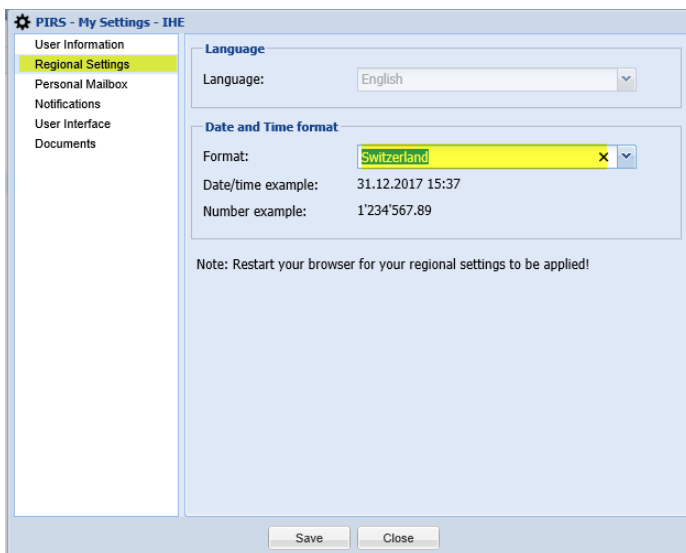 PIRS - My Settings - IHE
User Information
Regional Settings
Personal Mailbox
Notifications
User Interface
Documents
Language
Language: English
Date and Time format
Format: Switzerland
Date/time example: 31.12.2017 15:37
Number example: 1'234'567.89
Note: Restart your browser for your regional settings to be applied!
Save Close